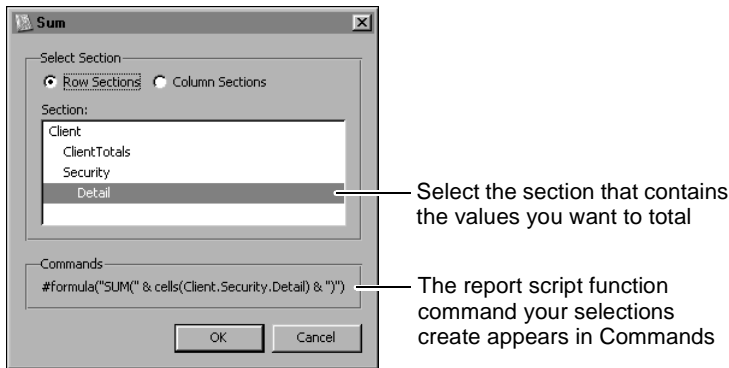 Sum
Select Section
Row Sections Column Sections
Section:
Client
ClientTotals
Security
Detail
Select the section that contains
the values you want to total
Commands
#formula("SUM(" & cells(Client.Security.Detail) & ")")
The report script function
command your selections
create appears in Commands
OK Cancel